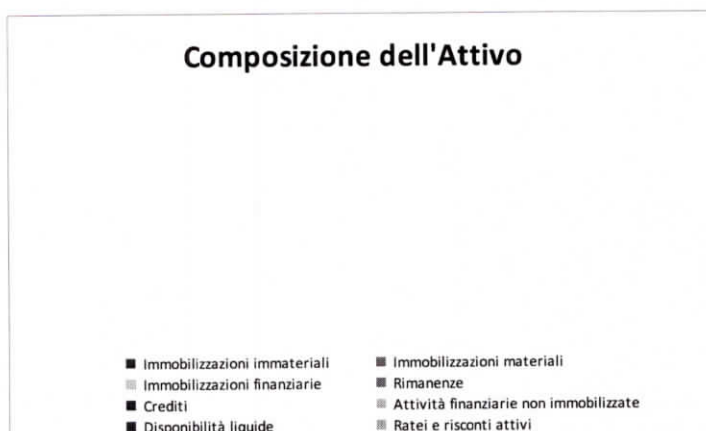 Composizione dell'Attivo
Immobilizzazioni immateriali
Immobilizzazioni materiali
Immobilizzazioni finanziarie
Rimanenze
Crediti
Attività finanziarie non immobilizzate
Disponibilità liquide
Ratei e risconti attivi